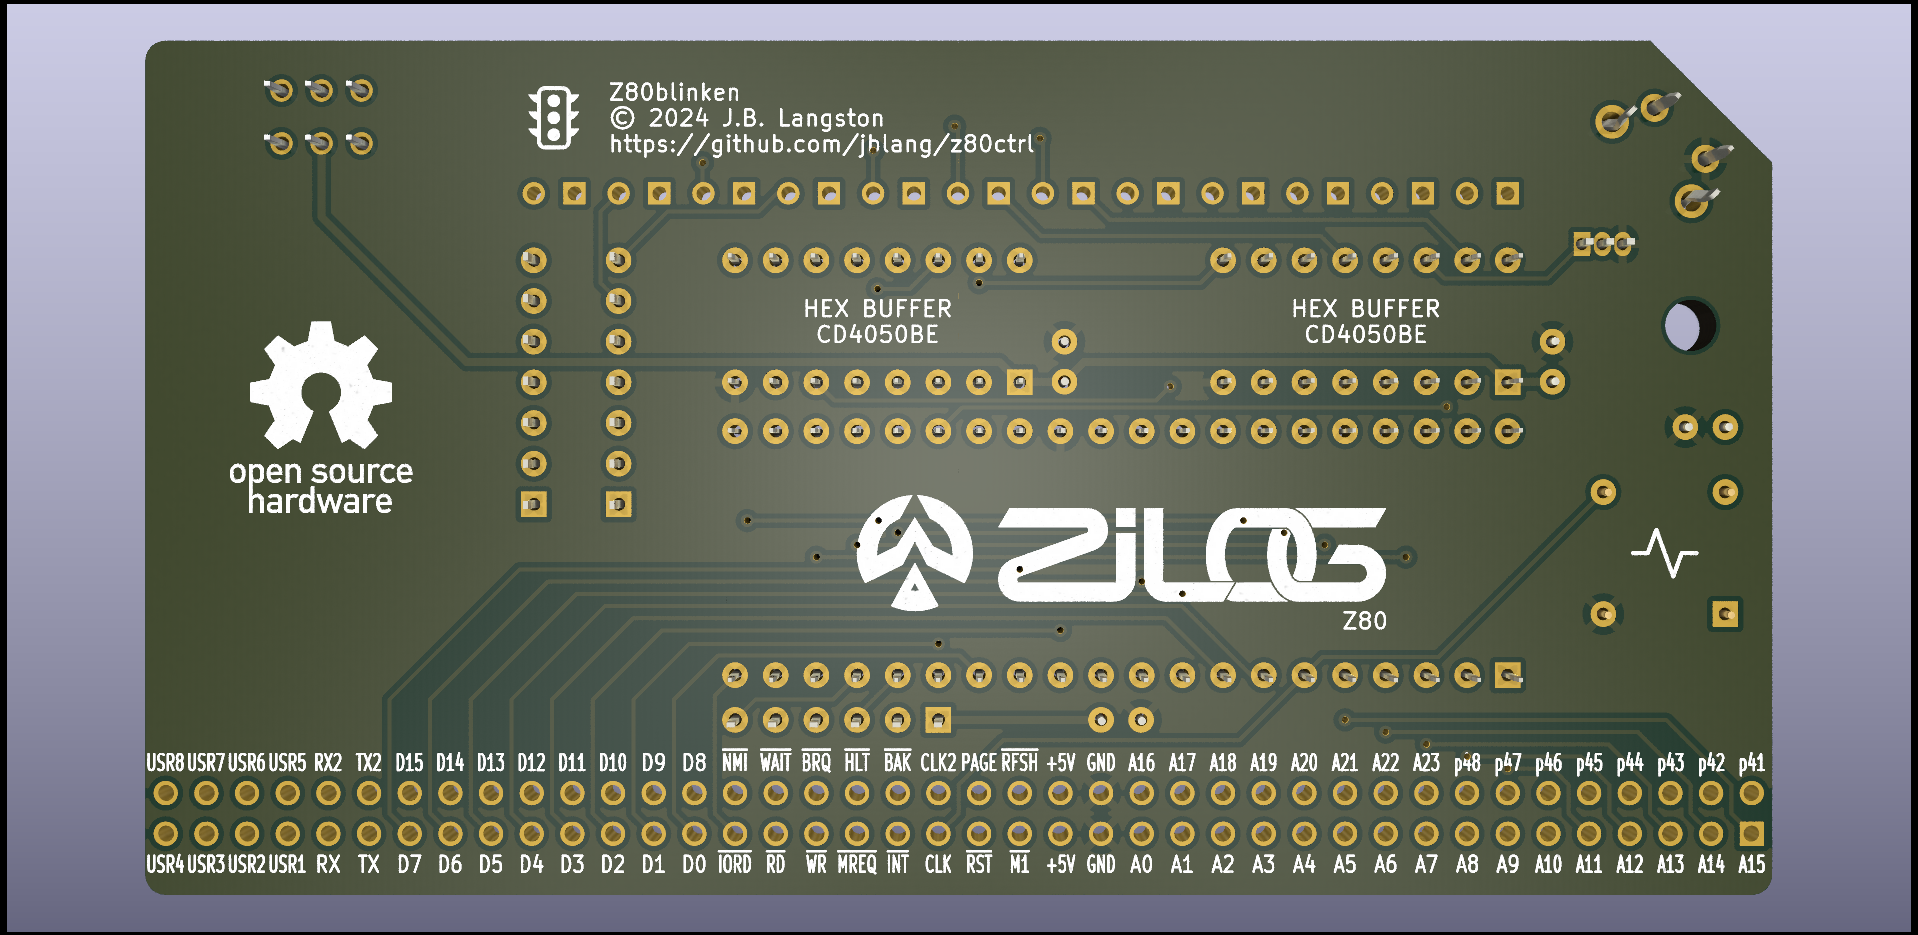 Z80blinken
© 2024 J.B. Langston
https://github.com/jblang/z80ctrl
HEX BUFFER
CD4050BE
HEX BUFFER
CD4050BE
open source
hardware
ZiLOG
Z80
USR8 USR7 USR6 USR5 RX2 TX2 D15 D14 D13 D12 D11 D10 D9 D8 NMI WAIT BRQ HLT BAK CLK2 PAGE RFSH +5V GND A16 A17 A18 A19 A20 A21 A22 A23 p48 p47 p46 p45 p44 p43 p42 p41
USR4 USR3 USR2 USR1 RX TX D7 D6 D5 D4 D3 D2 D1 D0 IORD RD WR MREQ INT CLK RST M1 +5V GND A0 A1 A2 A3 A4 A5 A6 A7 A8 A9 A10 A11 A12 A13 A14 A15